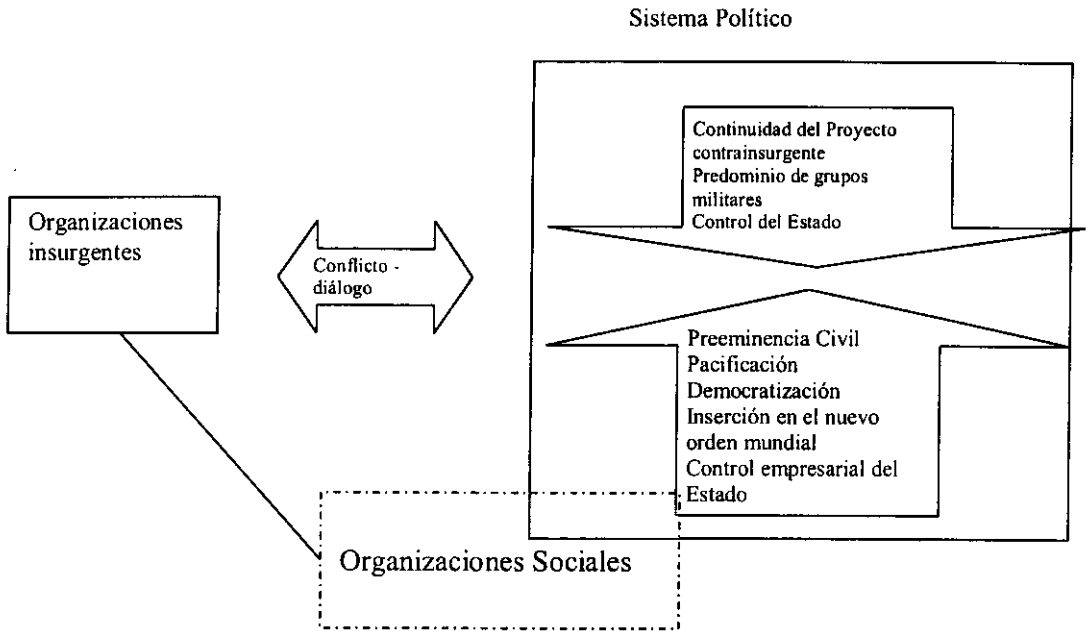 Sistema Político
Continuidad del Proyecto
contrainsurgente
Predominio de grupos
militares
Control del Estado
Organizaciones
insurgentes
Conflicto -
diálogo
Preeminencia Civil
Pacificación
Democratización
Inserción en el nuevo
orden mundial
Control empresarial del
Estado
Organizaciones Sociales